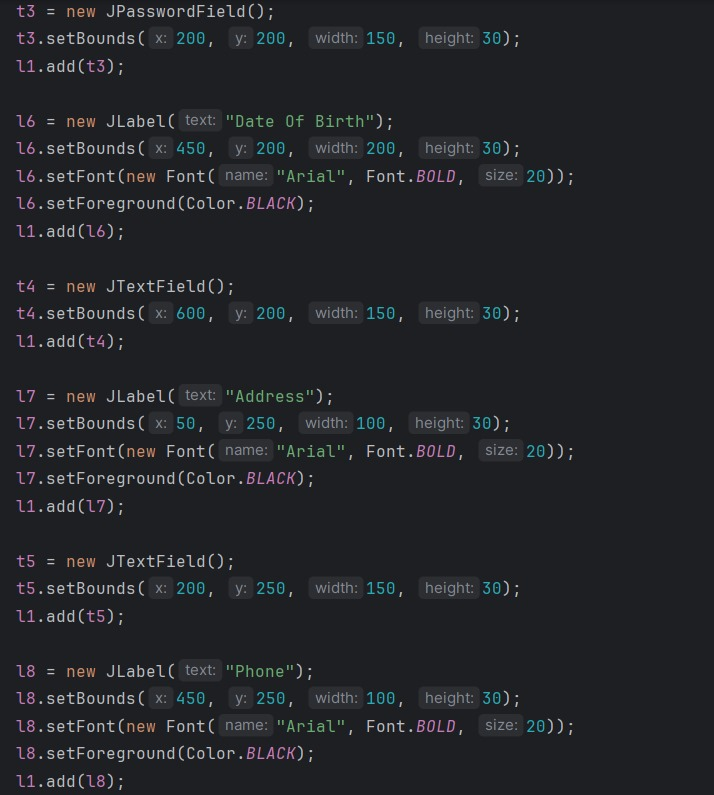 t3 = new JPasswordField();
t3.setBounds( x: 200, y: 200, width: 150, height: 30);
l1.add(t3);

l6 = new JLabel( text: "Date Of Birth");
l6.setBounds( x: 450, y: 200, width: 200, height: 30);
l6.setFont(new Font( name: "Arial", Font.BOLD, size: 20));
l6.setForeground(Color.BLACK);
l1.add(l6);

t4 = new JTextField();
t4.setBounds( x: 600, y: 200, width: 150, height: 30);
l1.add(t4);

l7 = new JLabel( text: "Address");
l7.setBounds( x: 50, y: 250, width: 100, height: 30);
l7.setFont(new Font( name: "Arial", Font.BOLD, size: 20));
l7.setForeground(Color.BLACK);
l1.add(l7);

t5 = new JTextField();
t5.setBounds( x: 200, y: 250, width: 150, height: 30);
l1.add(t5);

l8 = new JLabel( text: "Phone");
l8.setBounds( x: 450, y: 250, width: 100, height: 30);
l8.setFont(new Font( name: "Arial", Font.BOLD, size: 20));
l8.setForeground(Color.BLACK);
l1.add(l8);